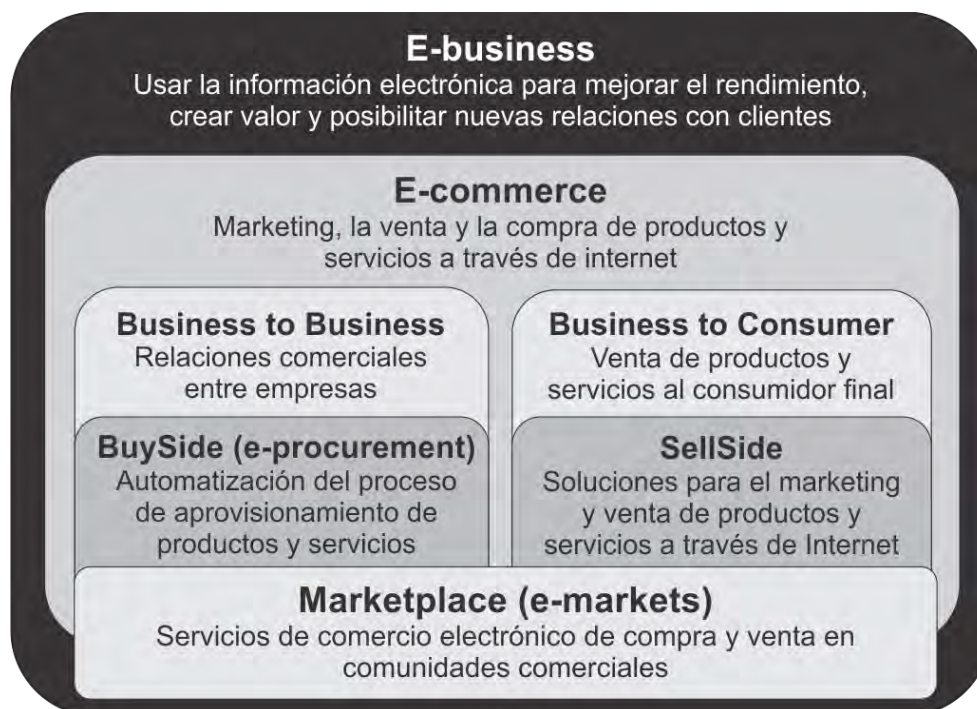 E-business
Usar la información electrónica para mejorar el rendimiento,
crear valor y posibilitar nuevas relaciones con clientes
E-commerce
Marketing, la venta y la compra de productos y
servicios a través de internet
Business to Business
Relaciones comerciales
entre empresas
Business to Consumer
Venta de productos y
servicios al consumidor final
BuySide (e-procurement)
Automatización del proceso
de aprovisionamiento de
productos y servicios
SellSide
Soluciones para el marketing
y venta de productos y
servicios a través de Internet
Marketplace (e-markets)
Servicios de comercio electrónico de compra y venta en
comunidades comerciales